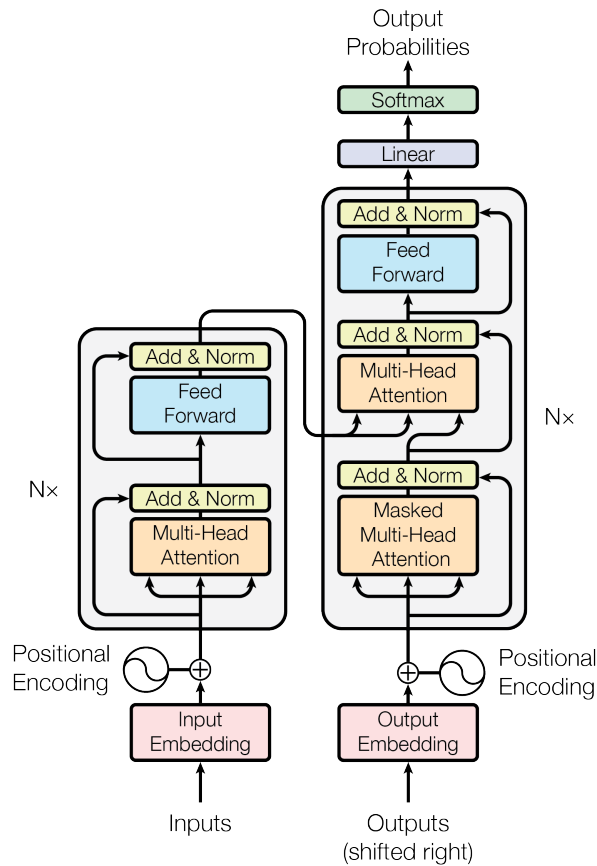 Output
Probabilities
Softmax
Linear
Add & Norm
Feed
Forward
Add & Norm
Multi-Head
Attention
Add & Norm
Masked
Multi-Head
Attention
N×
Add & Norm
Feed
Forward
Add & Norm
Multi-Head
Attention
N×
Positional
Encoding
Input
Embedding
Inputs
Positional
Encoding
Output
Embedding
Outputs
(shifted right)